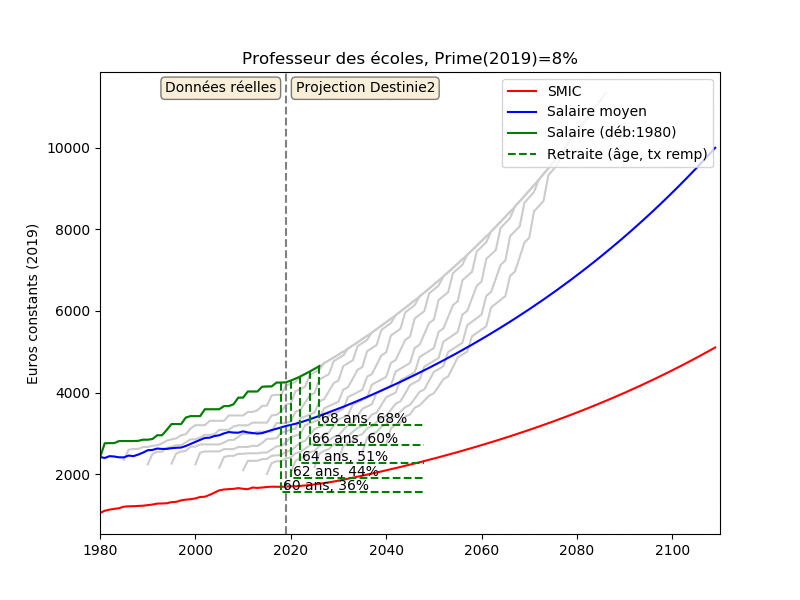 Professeur des écoles, Prime(2019)=8%
Données réelles
Projection Destinie2
SMIC
Salaire moyen
Salaire (déb:1980)
Retraite (âge, tx remp)
Euros constants (2019)
10000
8000
6000
4000
2000
68 ans, 68%
66 ans, 60%
64 ans, 51%
62 ans, 44%
60 ans, 36%
1980
2000
2020
2040
2060
2080
2100